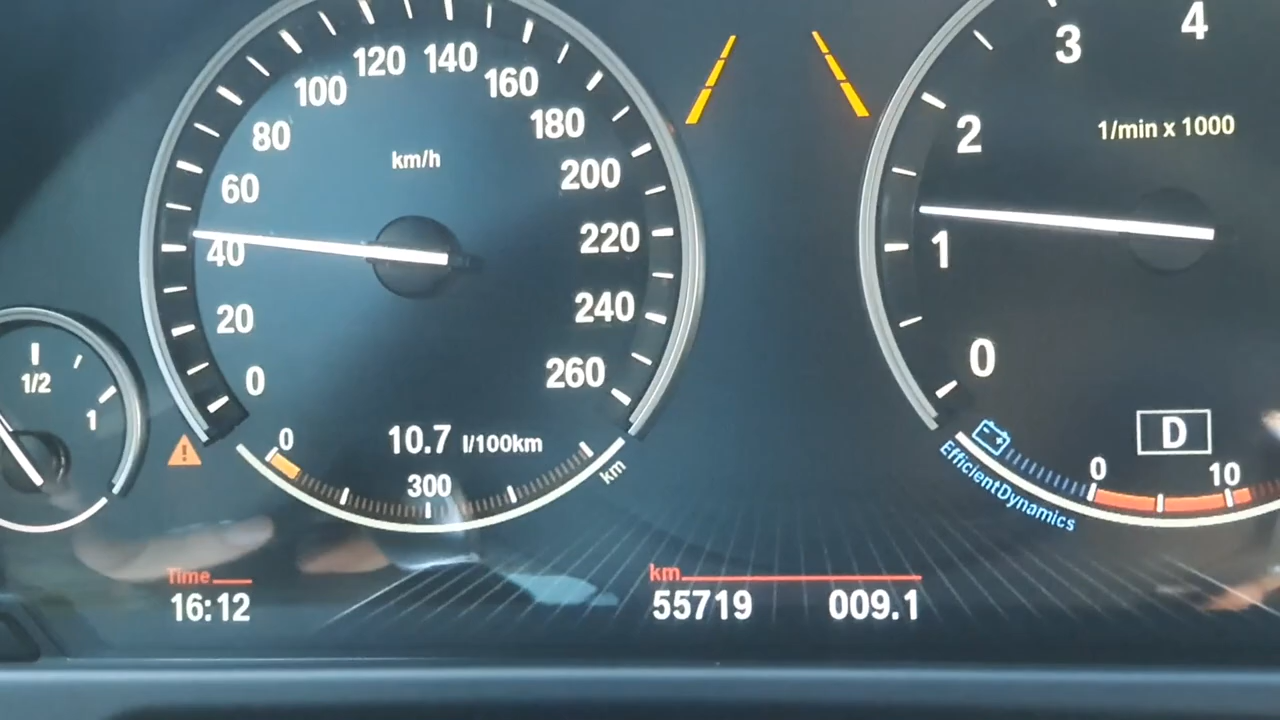 120 140
100 160
80 180
60 200
40 220
20 240
0 260
km/h
10.7 l/100km
0 300 km
1/2 1
4
3
2
1
0
1/min x 1000
D
0 10
EfficientDynamics
Time
16:12
km
55719 009.1